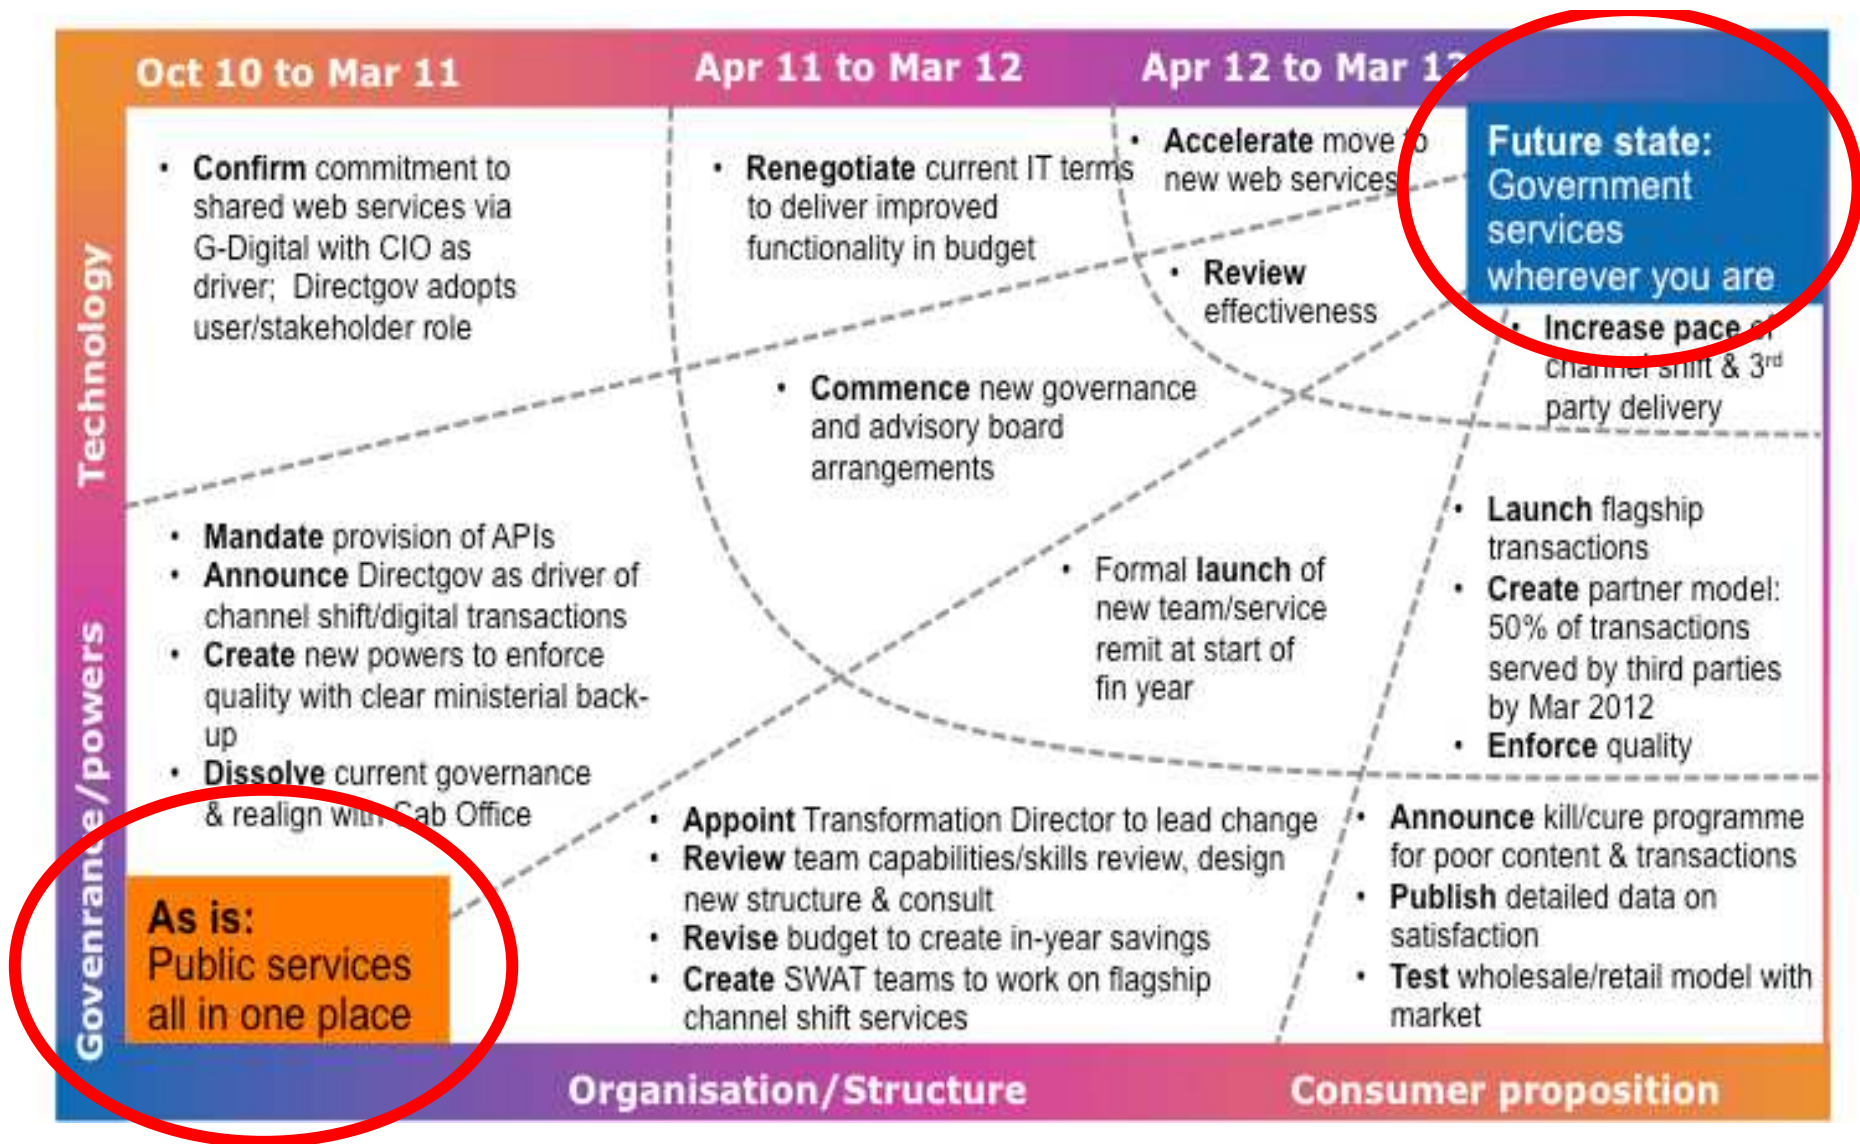 Oct 10 to Mar 11
Apr 11 to Mar 12
Apr 12 to Mar 13
Technology
Govenrance/powers
• Confirm commitment to
shared web services via
G-Digital with CIO as
driver; Directgov adopts
user/stakeholder role
• Renegotiate current IT terms
to deliver improved
functionality in budget
• Accelerate move to
new web services
• Review
effectiveness
Future state:
Government
services
wherever you are
• Increase pace of
channel shift & 3rd
party delivery
• Commence new governance
and advisory board
arrangements
• Mandate provision of APIs
• Announce Directgov as driver of
channel shift/digital transactions
• Create new powers to enforce
quality with clear ministerial back-
up
• Dissolve current governance
& realign with Cab Office
• Formal launch of
new team/service
remit at start of
fin year
• Launch flagship
transactions
• Create partner model:
50% of transactions
served by third parties
by Mar 2012
• Enforce quality
As is:
Public services
all in one place
• Appoint Transformation Director to lead change
• Review team capabilities/skills review, design
new structure & consult
• Revise budget to create in-year savings
• Create SWAT teams to work on flagship
channel shift services
• Announce kill/cure programme
for poor content & transactions
• Publish detailed data on
satisfaction
• Test wholesale/retail model with
market
Organisation/Structure
Consumer proposition